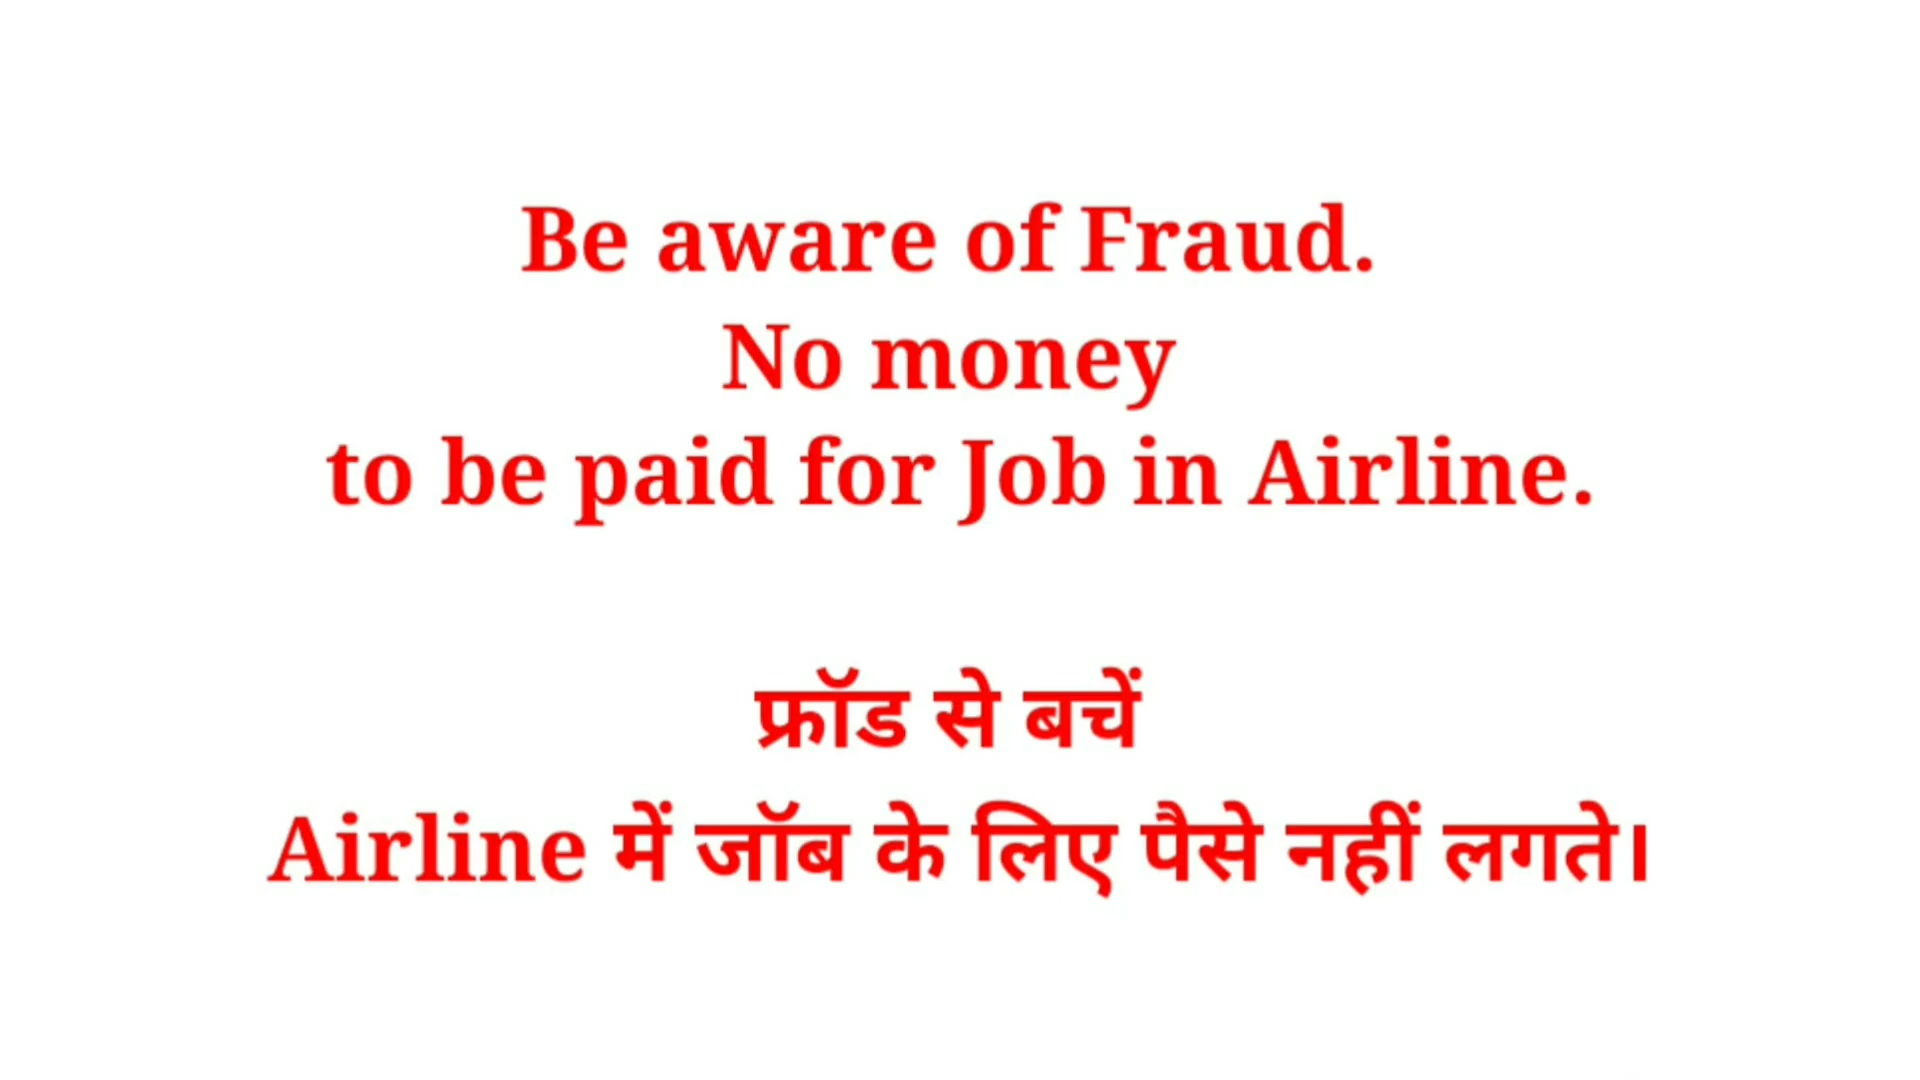 Be aware of Fraud.
No money
to be paid for Job in Airline.
फ्रॉड से बचें
Airline में जॉब के लिए पैसे नहीं लगते।